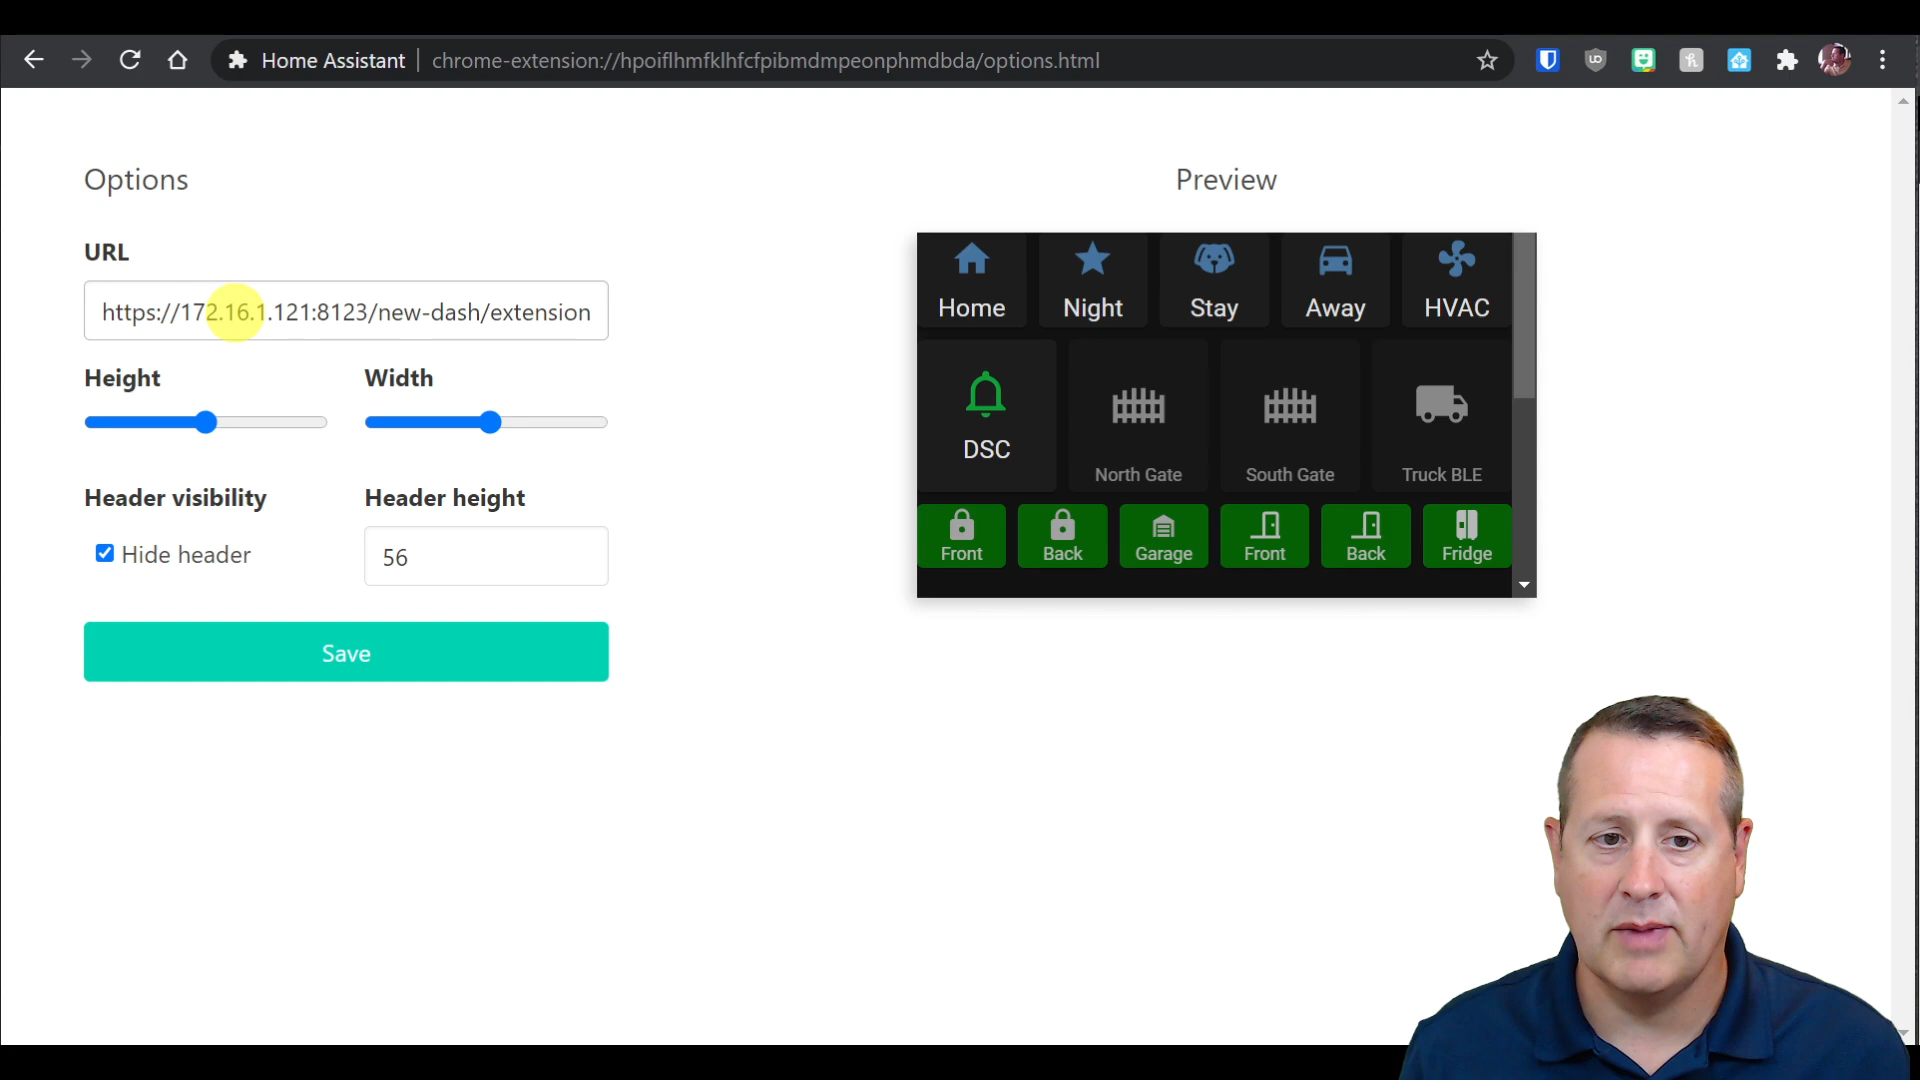 Home Assistant | chrome-extension://hpoiflhmfklhfcfpibmdmpeonphmdbda/options.html
Options
URL
https://172.16.1.121:8123/new-dash/extension
Height Width
Header visibility Header height
Hide header 56
Save
Preview
Home Night Stay Away HVAC
DSC North Gate South Gate Truck BLE
Front Back Garage Front Back Fridge